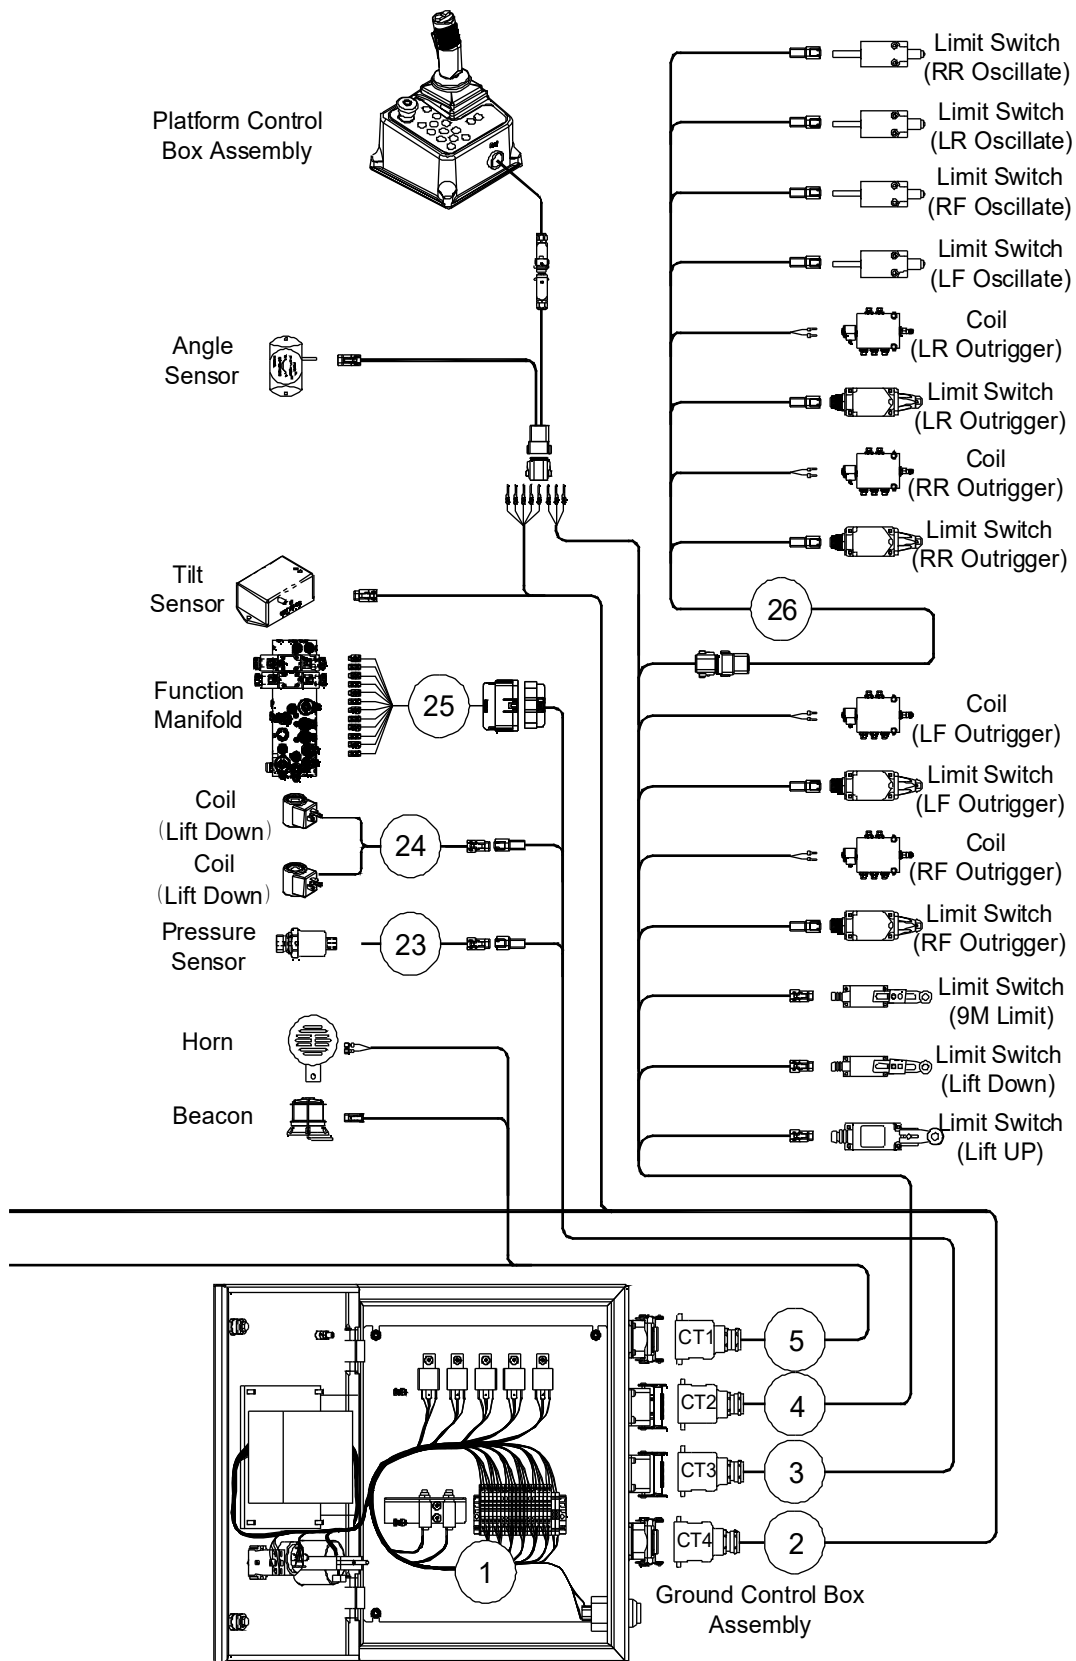 Platform Control
Box Assembly
Angle
Sensor
Tilt
Sensor
Function
Manifold
25
Coil
(Lift Down)
24
Coil
(Lift Down)
Pressure
Sensor
23
Horn
Beacon
Limit Switch
(RR Oscillate)
Limit Switch
(LR Oscillate)
Limit Switch
(RF Oscillate)
Limit Switch
(LF Oscillate)
Coil
(LR Outrigger)
Limit Switch
(LR Outrigger)
Coil
(RR Outrigger)
Limit Switch
(RR Outrigger)
26
Coil
(LF Outrigger)
Limit Switch
(LF Outrigger)
Coil
(RF Outrigger)
Limit Switch
(RF Outrigger)
Limit Switch
(9M Limit)
Limit Switch
(Lift Down)
Limit Switch
(Lift UP)
CT1
5
CT2
4
CT3
3
CT4
2
1
Ground Control Box
Assembly